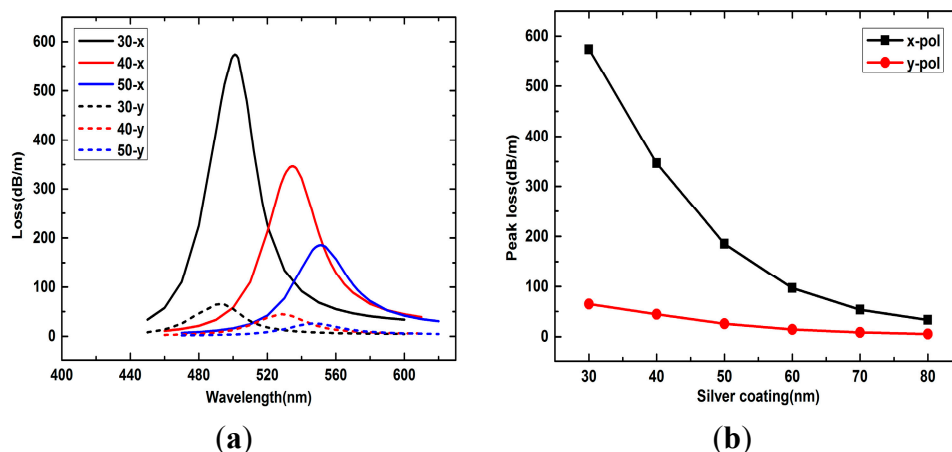 600
500
400
300
200
100
0
Loss(dB/m)
30-x
40-x
50-x
30-y
40-y
50-y
400 440 480 520 560 600
Wavelength(nm)
(a)
600
500
400
300
200
100
0
Peak loss(dB/m)
x-pol
y-pol
30 40 50 60 70 80
Silver coating(nm)
(b)